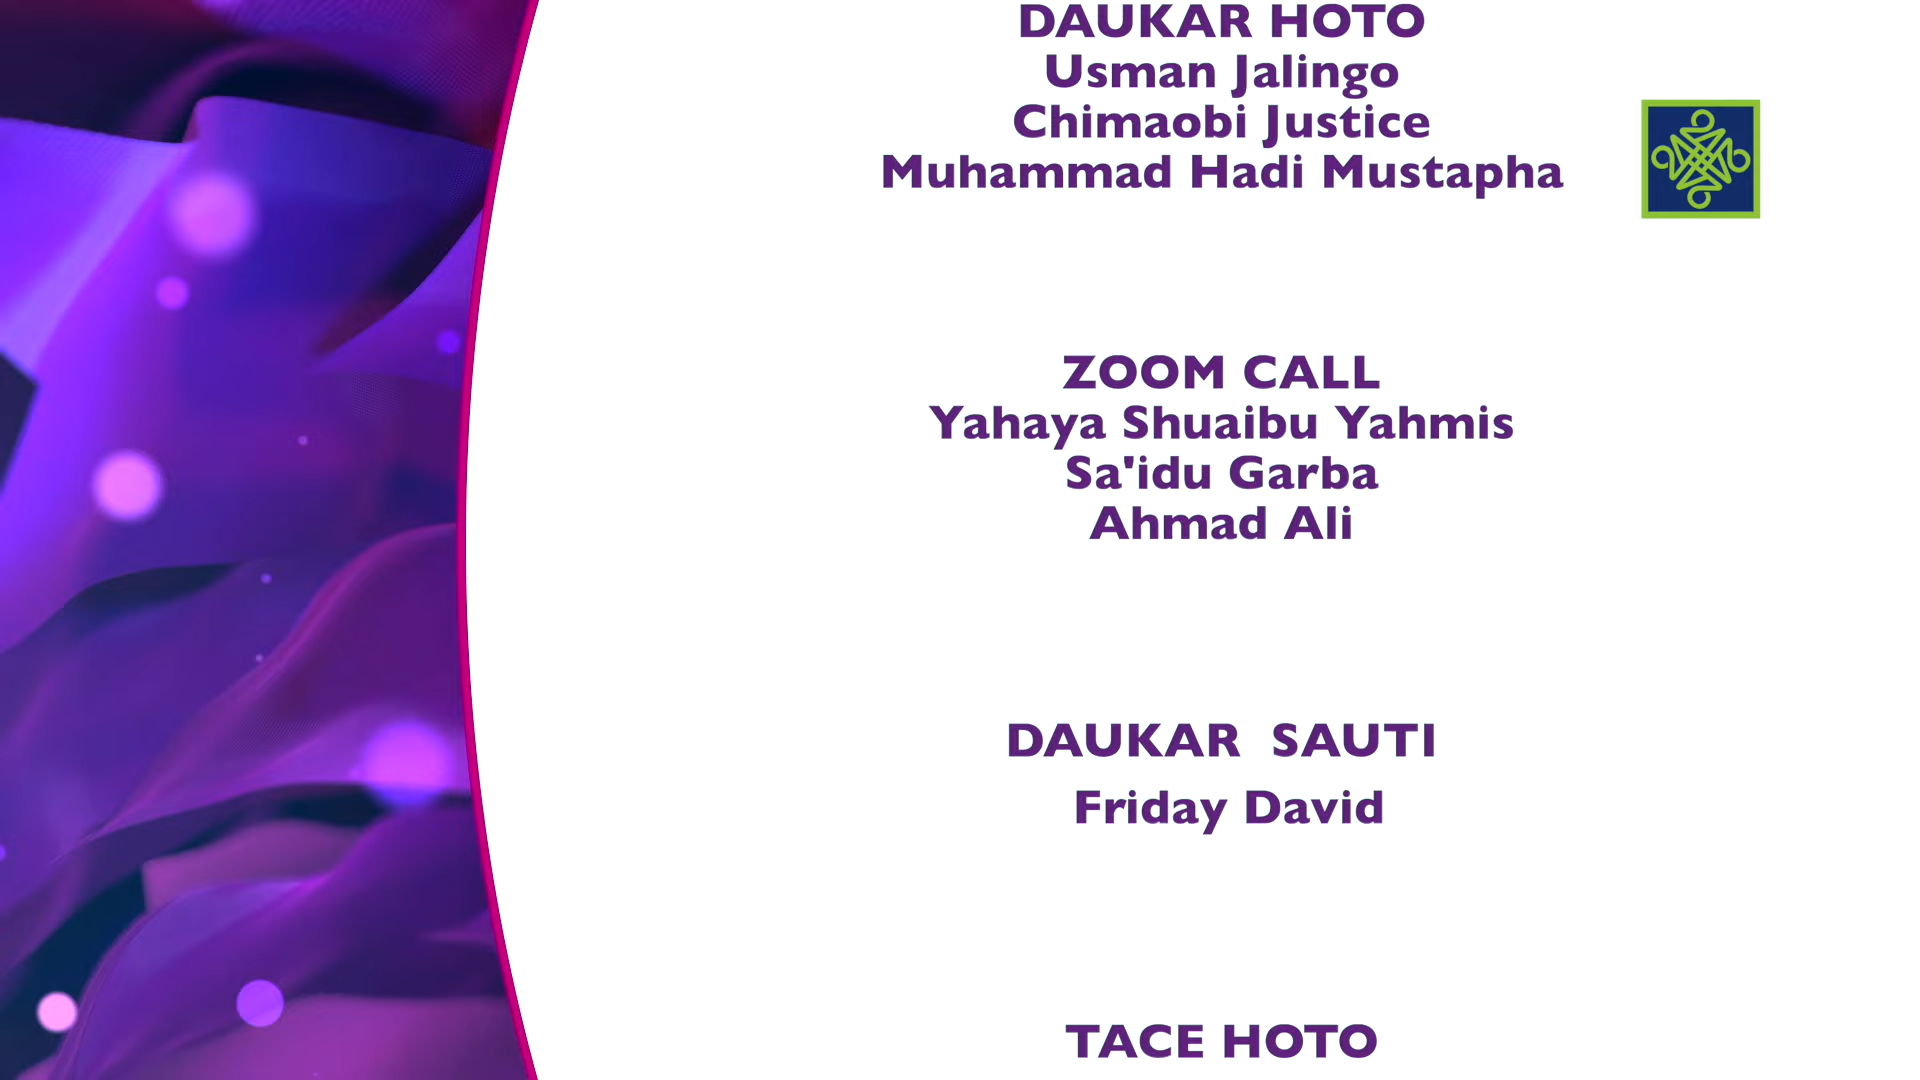 DAUKAR HOTO
Usman Jalingo
Chimaobi Justice
Muhammad Hadi Mustapha
ZOOM CALL
Yahaya Shuaibu Yahmis
Sa'idu Garba
Ahmad Ali
DAUKAR SAUTI
Friday David
TACE HOTO